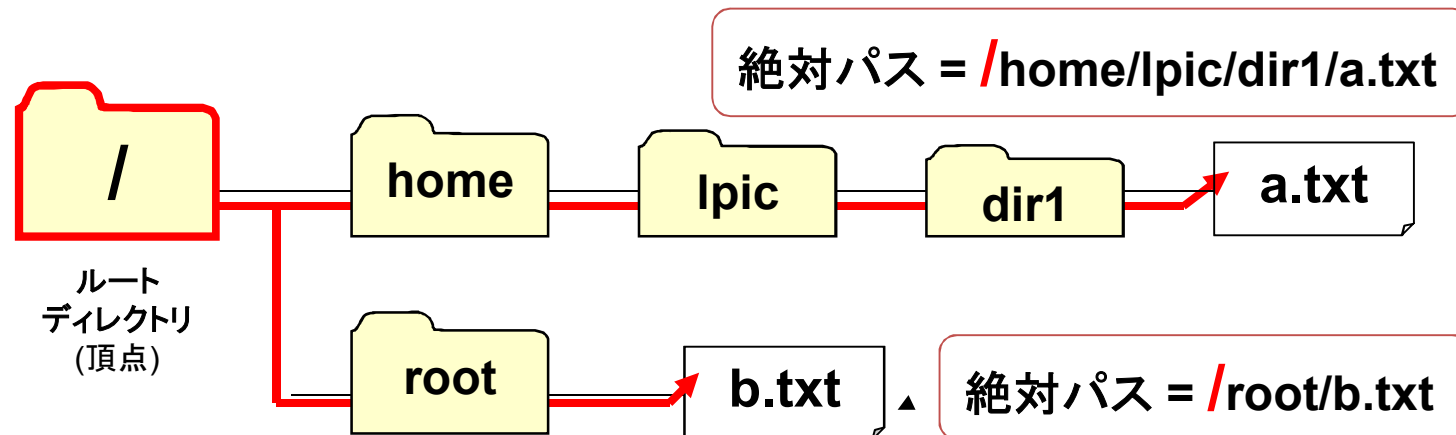 絶対パス = /home/lpic/dir1/a.txt
/
home
lpic
dir1
a.txt
ルート
ディレクトリ
(頂点)
root
b.txt
絶対パス = /root/b.txt